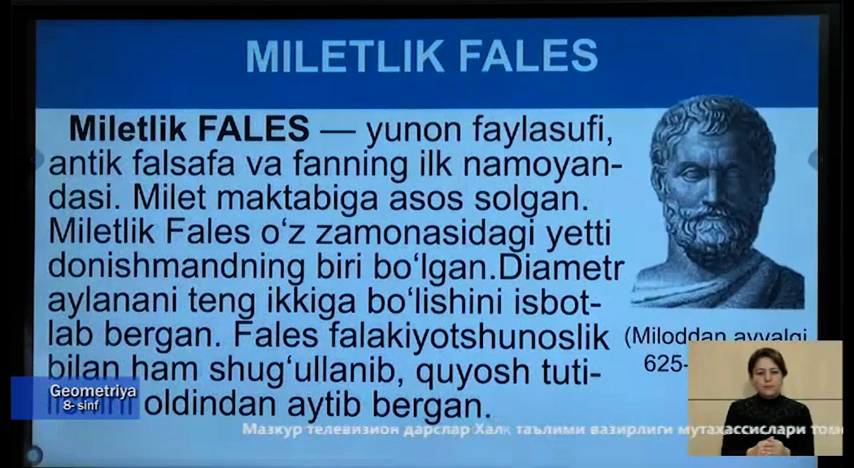 MILETLIK FALES
Miletlik FALES — yunon faylasufi,
antik falsafa va fanning ilk namoyan-
dasi. Milet maktabiga asos solgan.
Miletlik Fales o‘z zamonasidagi yetti
donishmandning biri bo‘lgan.Diametr
aylanani teng ikkiga bo‘lishini isbot-
lab bergan. Fales falakiyotshunoslik
bilan ham shug‘ullanib, quyosh tuti-
oldindan aytib bergan.
(Miloddan avvalgi
625-
Geometriya
8- sinf
Мазкур телевизион дарслар Халқ таълими вазирлиги мутахассислари